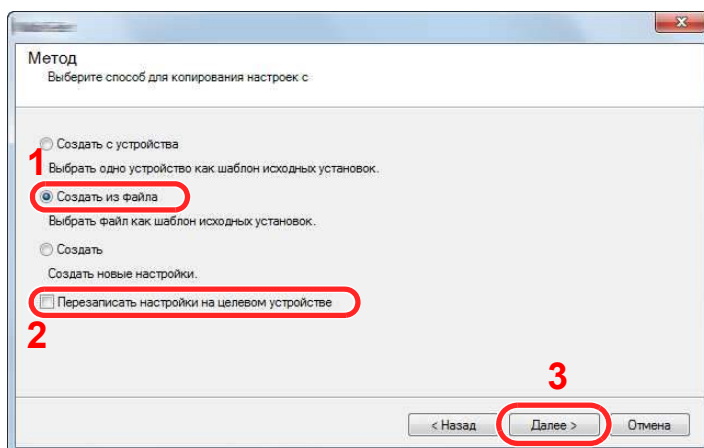 Метод
Выберите способ для копирования настроек с
Создать с устройства
1
Выбрать одно устройство как шаблон исходных установок.
Создать из файла
Выбрать файл как шаблон исходных установок.
Создать
Создать новые настройки.
Перезаписать настройки на целевом устройстве
2
3
< Назад Далее > Отмена